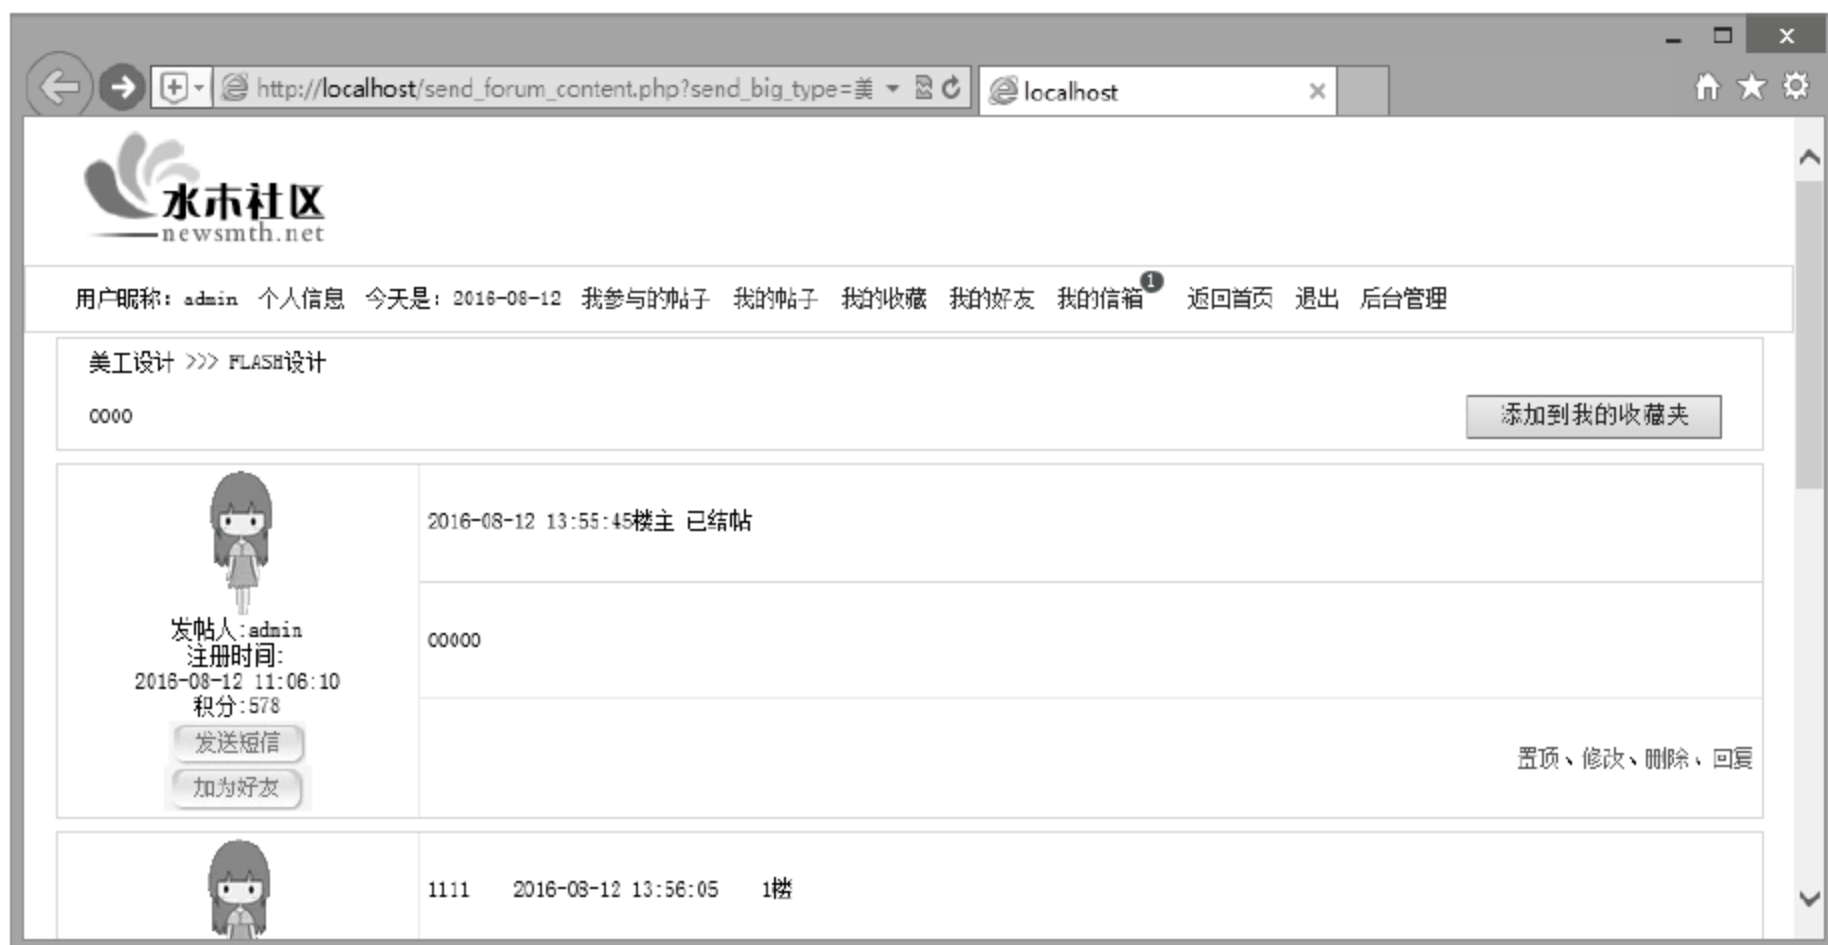 http://localhost/send_forum_content.php?send_big_type=美
localhost
水木社区
newsmth.net
用户昵称: admin 个人信息 今天是: 2016-08-12 我参与的帖子 我的帖子 我的收藏 我的好友 我的信箱 1 返回首页 退出 后台管理
美工设计 >>> FLASH设计
0000
添加到我的收藏夹
2016-08-12 13:55:45楼主 已结帖
00000
发帖人:admin
注册时间:
2016-08-12 11:06:10
积分:578
发送短信
加为好友
置顶、修改、删除、回复
1111 2016-08-12 13:56:05 1楼